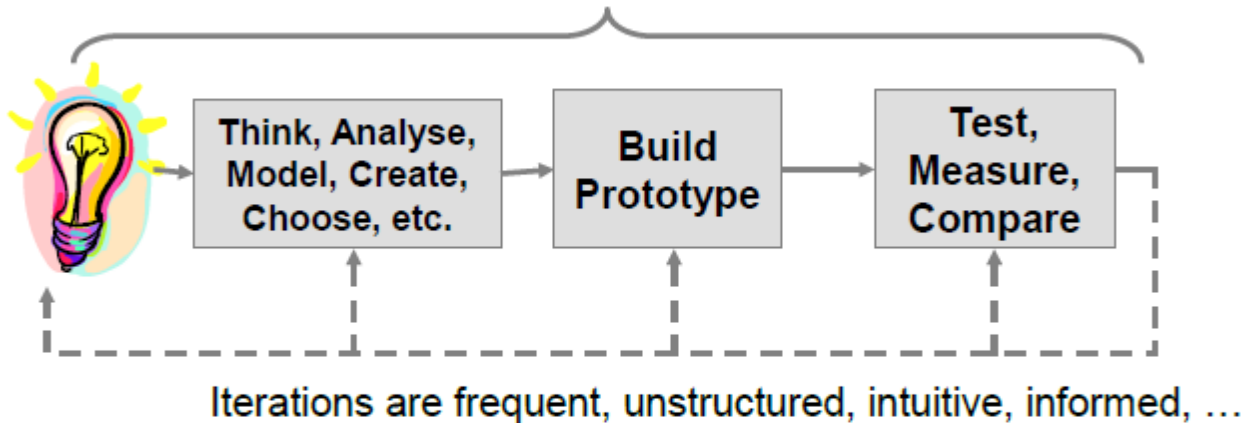 Think, Analyse,
Model, Create,
Choose, etc.
Build
Prototype
Test,
Measure,
Compare
Iterations are frequent, unstructured, intuitive, informed, …